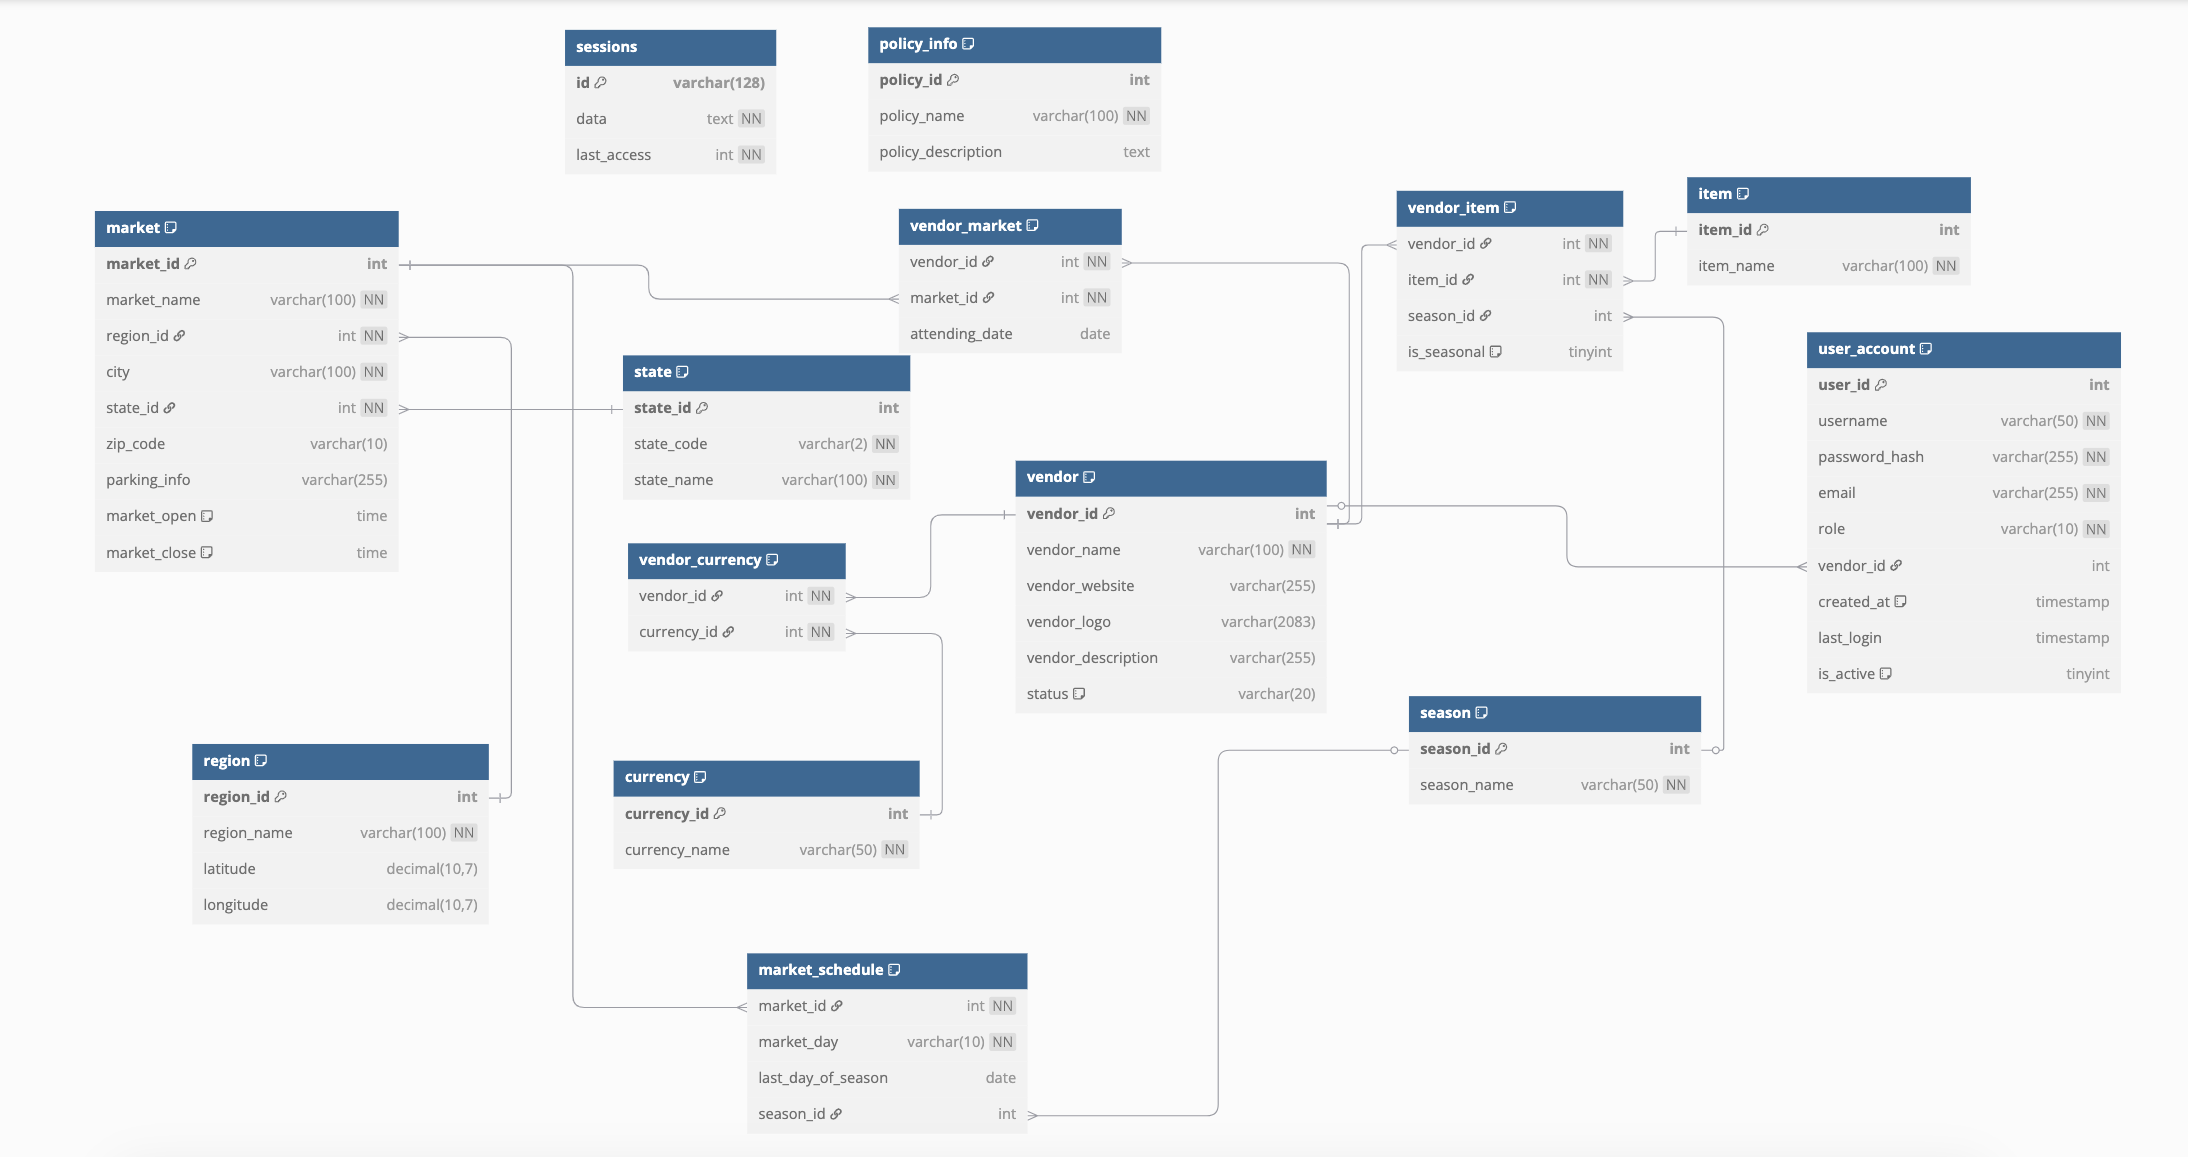 sessions
id varchar(128)
data text NN
last_access int NN
policy_info
policy_id int
policy_name varchar(100) NN
policy_description text
market
market_id int
market_name varchar(100) NN
region_id int NN
city varchar(100) NN
state_id int NN
zip_code varchar(10)
parking_info varchar(255)
market_open time
market_close time
vendor_market
vendor_id int NN
market_id int NN
attending_date date
vendor_item
vendor_id int NN
item_id int NN
season_id int
is_seasonal tinyint
item
item_id int
item_name varchar(100) NN
state
state_id int
state_code varchar(2) NN
state_name varchar(100) NN
user_account
user_id int
username varchar(50) NN
password_hash varchar(255) NN
email varchar(255) NN
role varchar(10) NN
vendor_id int
created_at timestamp
last_login timestamp
is_active tinyint
vendor
vendor_id int
vendor_name varchar(100) NN
vendor_website varchar(255)
vendor_logo varchar(2083)
vendor_description varchar(255)
status varchar(20)
vendor_currency
vendor_id int NN
currency_id int NN
region
region_id int
region_name varchar(100) NN
latitude decimal(10,7)
longitude decimal(10,7)
currency
currency_id int
currency_name varchar(50) NN
season
season_id int
season_name varchar(50) NN
market_schedule
market_id int NN
market_day varchar(10) NN
last_day_of_season date
season_id int